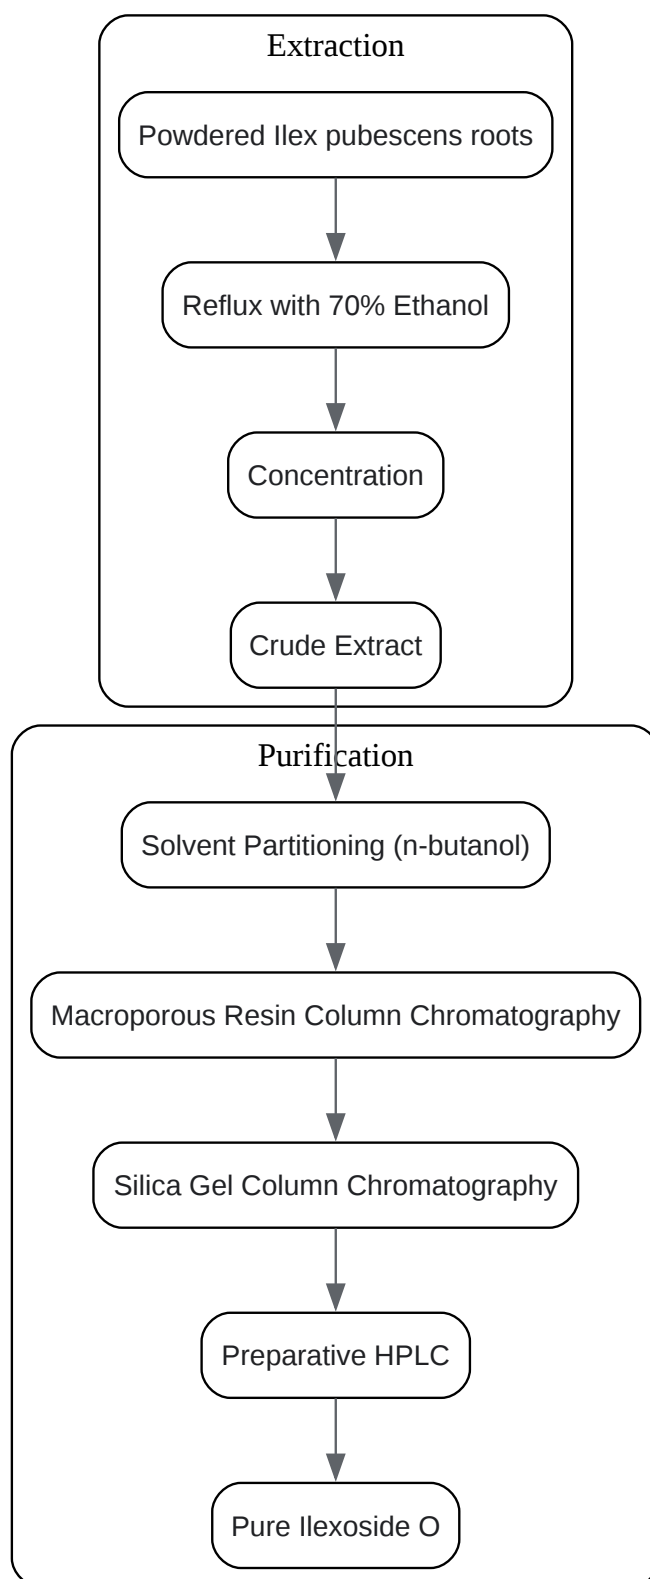 Extraction
Powdered Ilex pubescens roots
Reflux with 70% Ethanol
Concentration
Crude Extract
Purification
Solvent Partitioning (n-butanol)
Macroporous Resin Column Chromatography
Silica Gel Column Chromatography
Preparative HPLC
Pure Ilexoside O